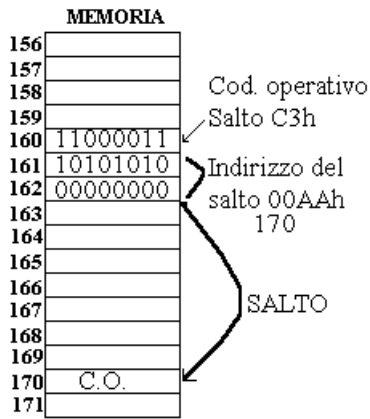 MEMORIA
156
157
158
159
160 11000011
161 10101010
162 00000000
163
164
165
166
167
168
169
170 C.O.
171
Cod. operativo
Salto C3h
Indirizzo del
salto 00AAh
170
SALTO